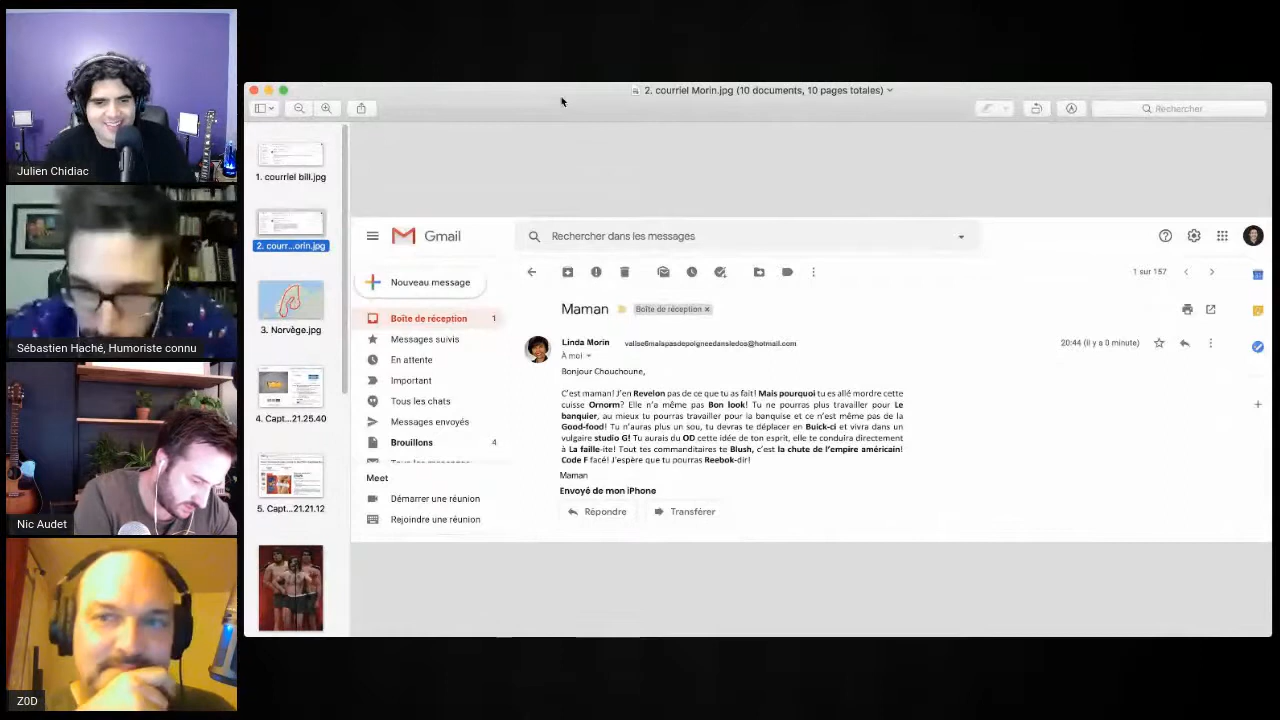 Julien Chidiac
Sébastien Haché, Humoriste connu
Nic Audet
Z0D
2. courriel Morin.jpg (10 documents, 10 pages totales)
Rechercher
1. courriel bill.jpg
2. courr...orin.jpg
3. Norvège.jpg
4. Capt...21.25.40
5. Capt...21.21.12
Gmail
Rechercher dans les messages
Nouveau message
1 sur 157
Boîte de réception 1
Messages suivis
En attente
Important
Tous les chats
Messages envoyés
Brouillons 4
Meet
Démarrer une réunion
Rejoindre une réunion
Maman Boîte de réception ×
Linda Morin valise6maispasdepoigneedansledos@hotmail.com 20:44 (il y a 0 minute)
À moi
Bonjour Chouchoune,
C'est maman! J'en Revelon pas de ce que tu as fait! Mais pourquoi tu es allé mordre cette
cuisse Ornorm? Elle n'a même pas Bon look! Tu ne pourras plus travailler pour Le
banquier, au mieux tu pourras travailler pour la banquise et ce n'est même pas de la
Good-food! Tu n'auras plus un sou, tu devras te déplacer en Buick-ci et vivre dans un
vulgaire studio G! Tu aurais du OD cette idée de ton esprit, elle te conduira directement
à La faille-ite! Tout tes commanditaires te Blush, c'est la chute de l'empire américain!
Code F facé! J'espère que tu pourras Reebok-dir!
Maman
Envoyé de mon iPhone
Répondre Transférer